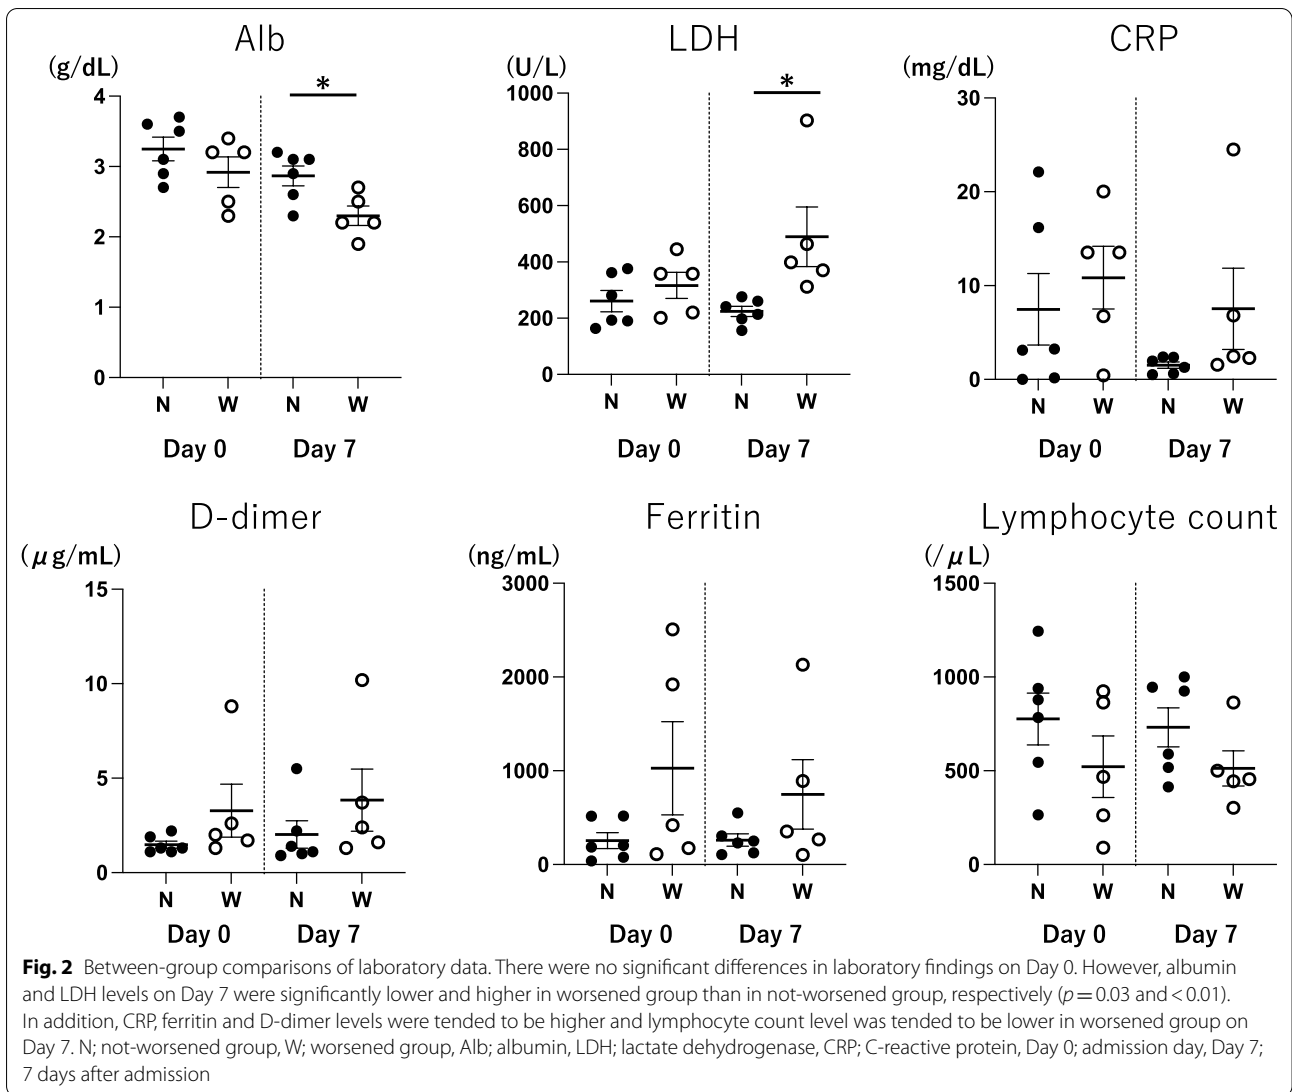 Alb
(g/dL)
*
4
3
2
1
0
N W N W
Day 0 Day 7
LDH
(U/L)
*
1000
800
600
400
200
0
N W N W
Day 0 Day 7
CRP
(mg/dL)
30
20
10
0
N W N W
Day 0 Day 7
D-dimer
(μg/mL)
15
10
5
0
N W N W
Day 0 Day 7
Ferritin
(ng/mL)
3000
2000
1000
0
N W N W
Day 0 Day 7
Lymphocyte count
(/μL)
1500
1000
500
0
N W N W
Day 0 Day 7
Fig. 2 Between-group comparisons of laboratory data. There were no significant differences in laboratory findings on Day 0. However, albumin
and LDH levels on Day 7 were significantly lower and higher in worsened group than in not-worsened group, respectively (p = 0.03 and < 0.01).
In addition, CRP, ferritin and D-dimer levels were tended to be higher and lymphocyte count level was tended to be lower in worsened group on
Day 7. N; not-worsened group, W; worsened group, Alb; albumin, LDH; lactate dehydrogenase, CRP; C-reactive protein, Day 0; admission day, Day 7;
7 days after admission